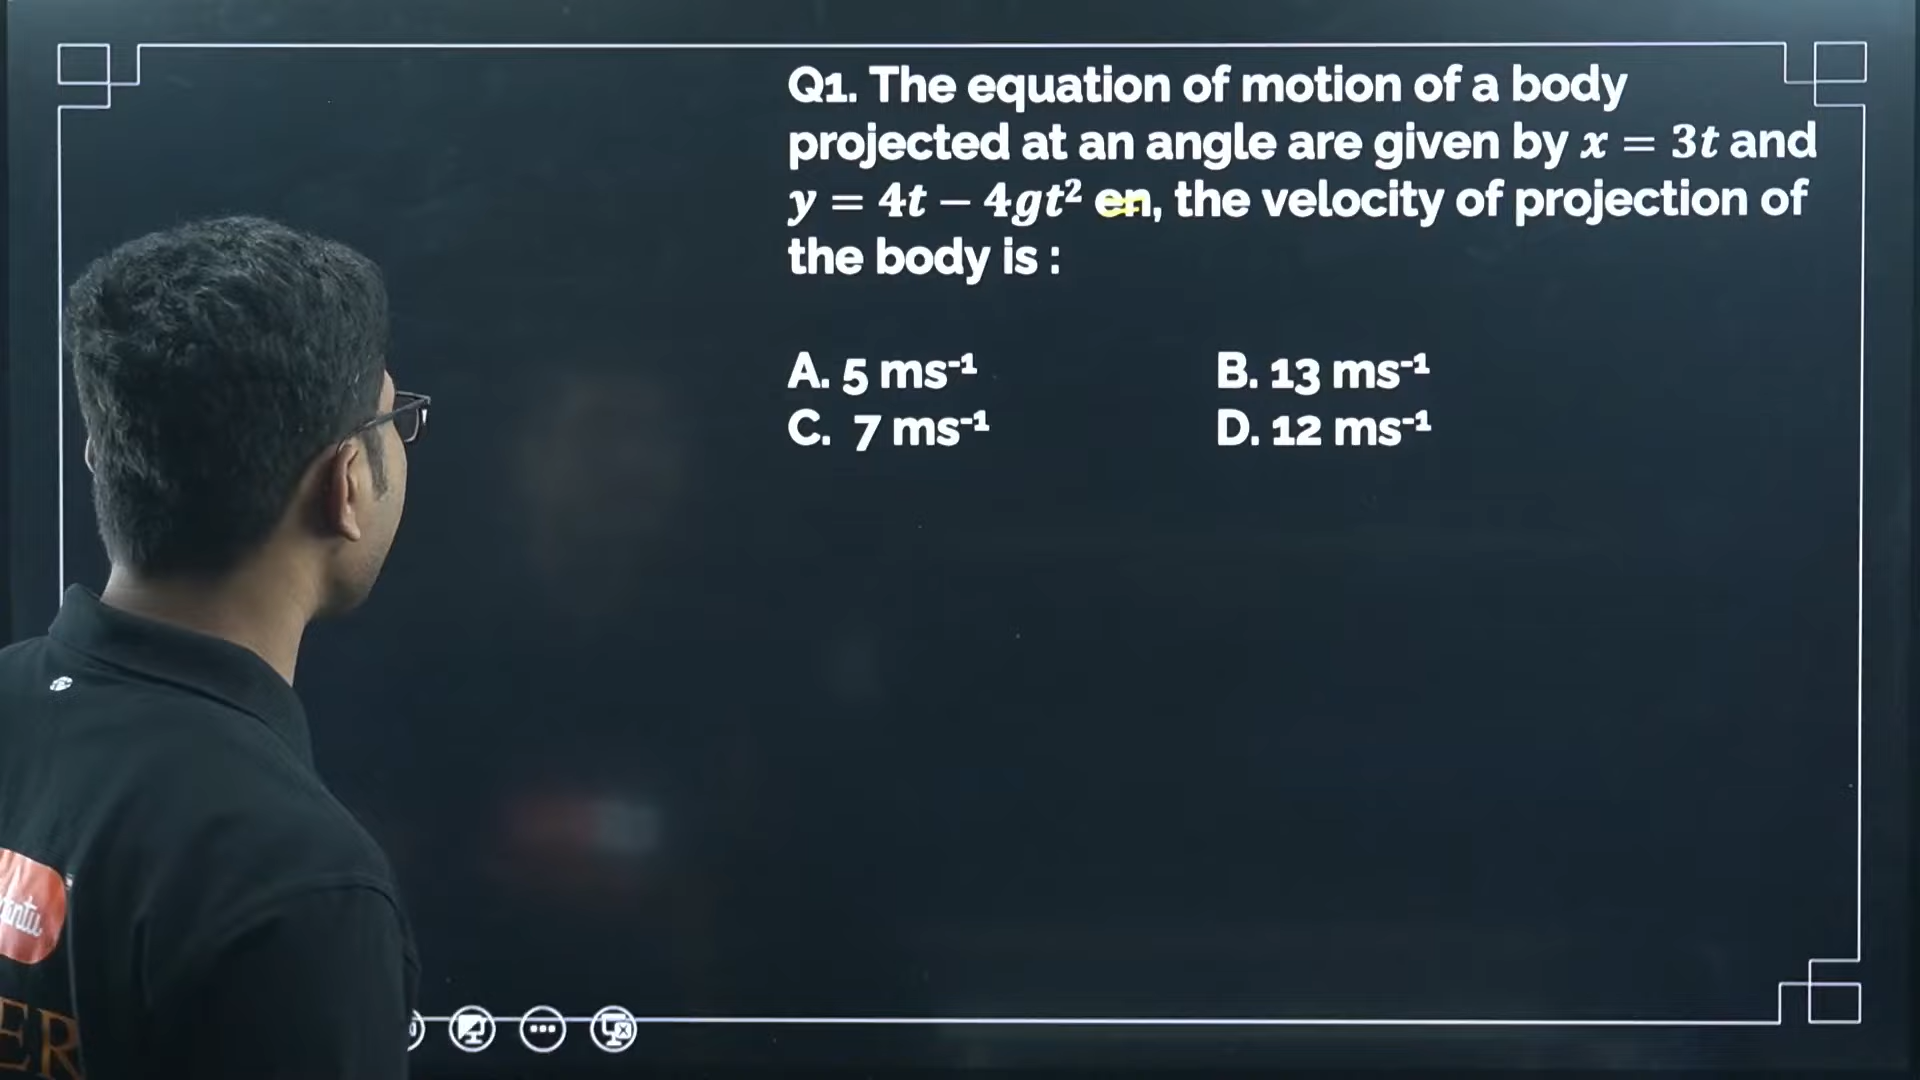 Q1. The equation of motion of a body
projected at an angle are given by x = 3t and
y = 4t − 4gt² en, the velocity of projection of
the body is :
A. 5 ms⁻¹ B. 13 ms⁻¹
C. 7 ms⁻¹ D. 12 ms⁻¹
ER